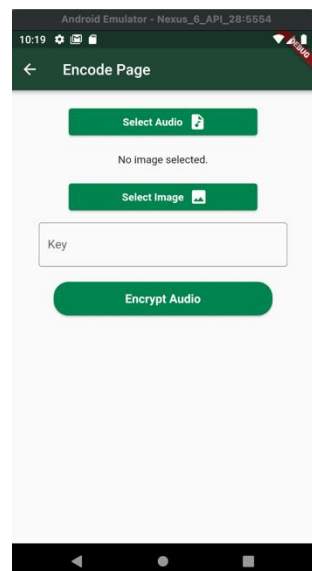 Android Emulator - Nexus_6_API_28:5554
10:19
DEBUG
Encode Page
Select Audio
No image selected.
Select Image
Key
Encrypt Audio